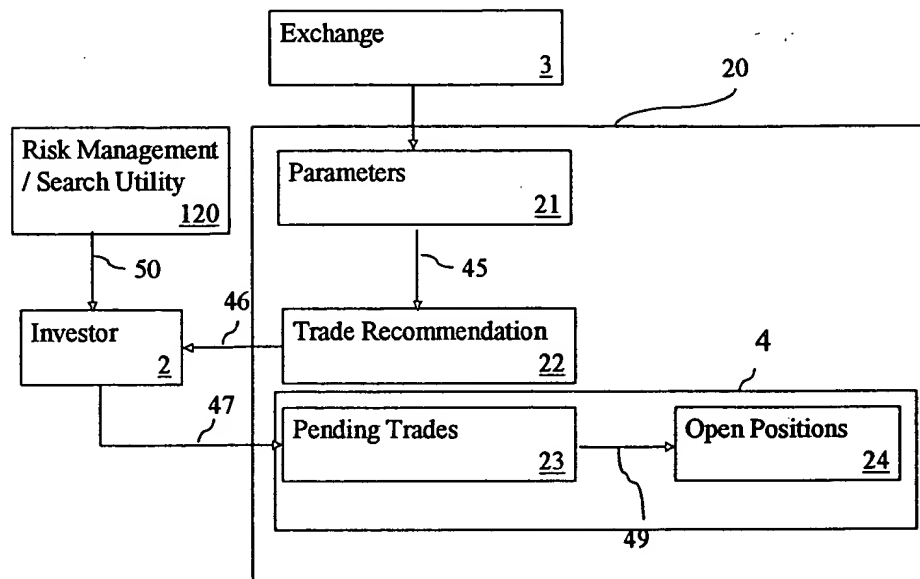 Exchange
3
20
Risk Management
/ Search Utility
120
Parameters
21
50
45
46
Investor
2
Trade Recommendation
22
4
47
Pending Trades
23
Open Positions
24
49